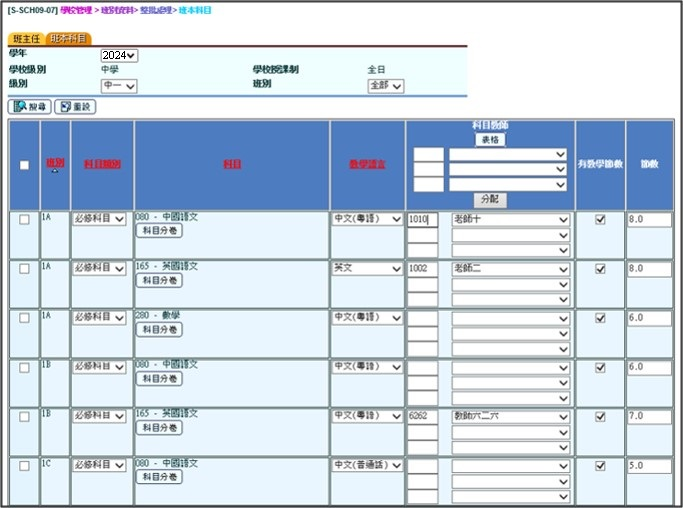 [S-SCH09-07] 學校管理 > 班別資料> 整批處理> 班本科目
班主任 班本科目
學年 2024
學校級別 中學 學校授課制 全日
級別 中一 班別 全部
搜尋 重設
班別 科目類別 科目 教學語言 科目教師 表格 分配 有教學節數 節數
1A 必修科目 080 - 中國語文 中文(粵語) 1010 老師十 8.0
科目分卷
1A 必修科目 165 - 英國語文 英文 1002 老師二 8.0
科目分卷
1A 必修科目 280 - 數學 中文(粵語) 6.0
科目分卷
1B 必修科目 080 - 中國語文 中文(粵語) 6.0
科目分卷
1B 必修科目 165 - 英國語文 中文(粵語) 6262 教師六二六 7.0
科目分卷
1C 必修科目 080 - 中國語文 中文(普通話) 5.0
科目分卷